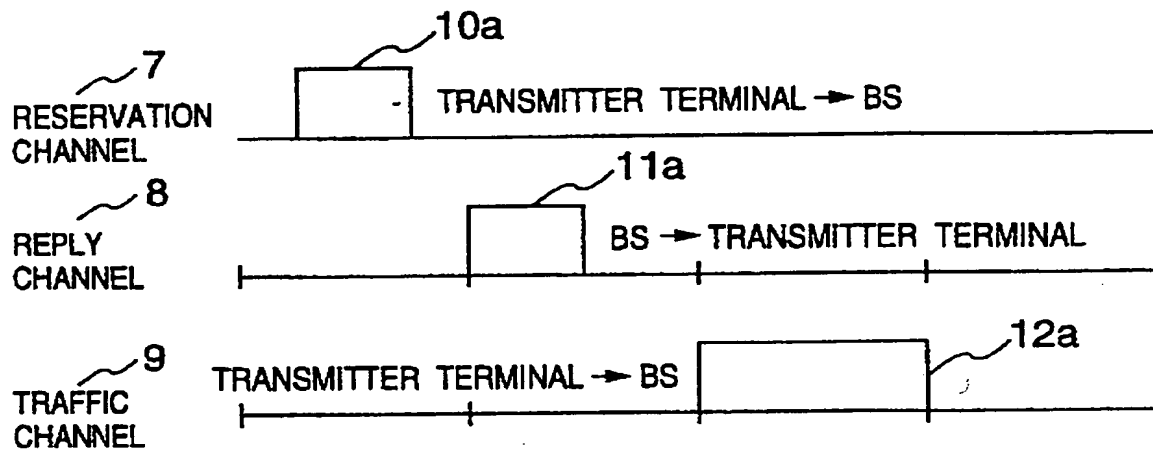 10a
7
RESERVATION
CHANNEL
TRANSMITTER TERMINAL → BS
11a
8
REPLY
CHANNEL
BS → TRANSMITTER TERMINAL
12a
9
TRAFFIC
CHANNEL
TRANSMITTER TERMINAL → BS